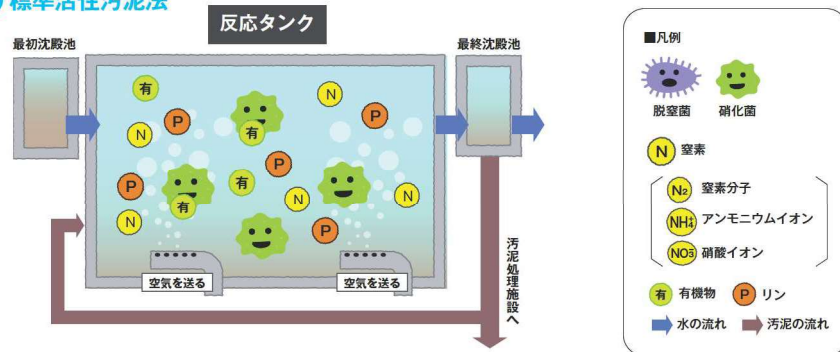 標準活性汚泥法
反応タンク
最初沈殿池
最終沈殿池
有
N
P
P
N
有
P
P
有
N
N
有
N
P
空気を送る
空気を送る
汚泥処理施設へ
■凡例
脱窒菌
硝化菌
N 窒素
N₂ 窒素分子
NH₄⁺ アンモニウムイオン
NO₃⁻ 硝酸イオン
有 有機物
P リン
水の流れ
汚泥の流れ